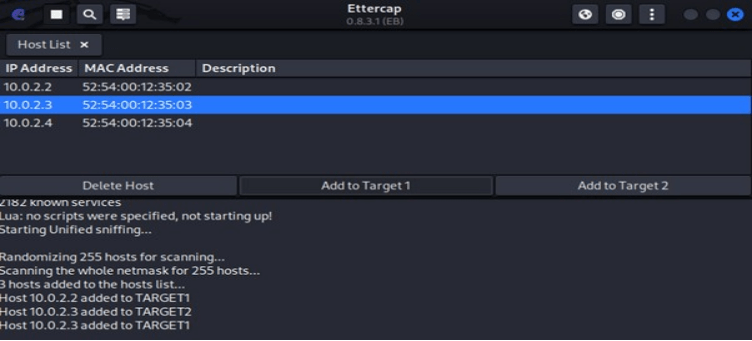 Ettercap
0.8.3.1 (EB)
Host List ×
IP Address MAC Address Description
10.0.2.2 52:54:00:12:35:02
10.0.2.3 52:54:00:12:35:03
10.0.2.4 52:54:00:12:35:04
Delete Host Add to Target 1 Add to Target 2
2182 known services
Lua: no scripts were specified, not starting up!
Starting Unified sniffing...
Randomizing 255 hosts for scanning...
Scanning the whole netmask for 255 hosts...
3 hosts added to the hosts list...
Host 10.0.2.2 added to TARGET1
Host 10.0.2.3 added to TARGET2
Host 10.0.2.3 added to TARGET1